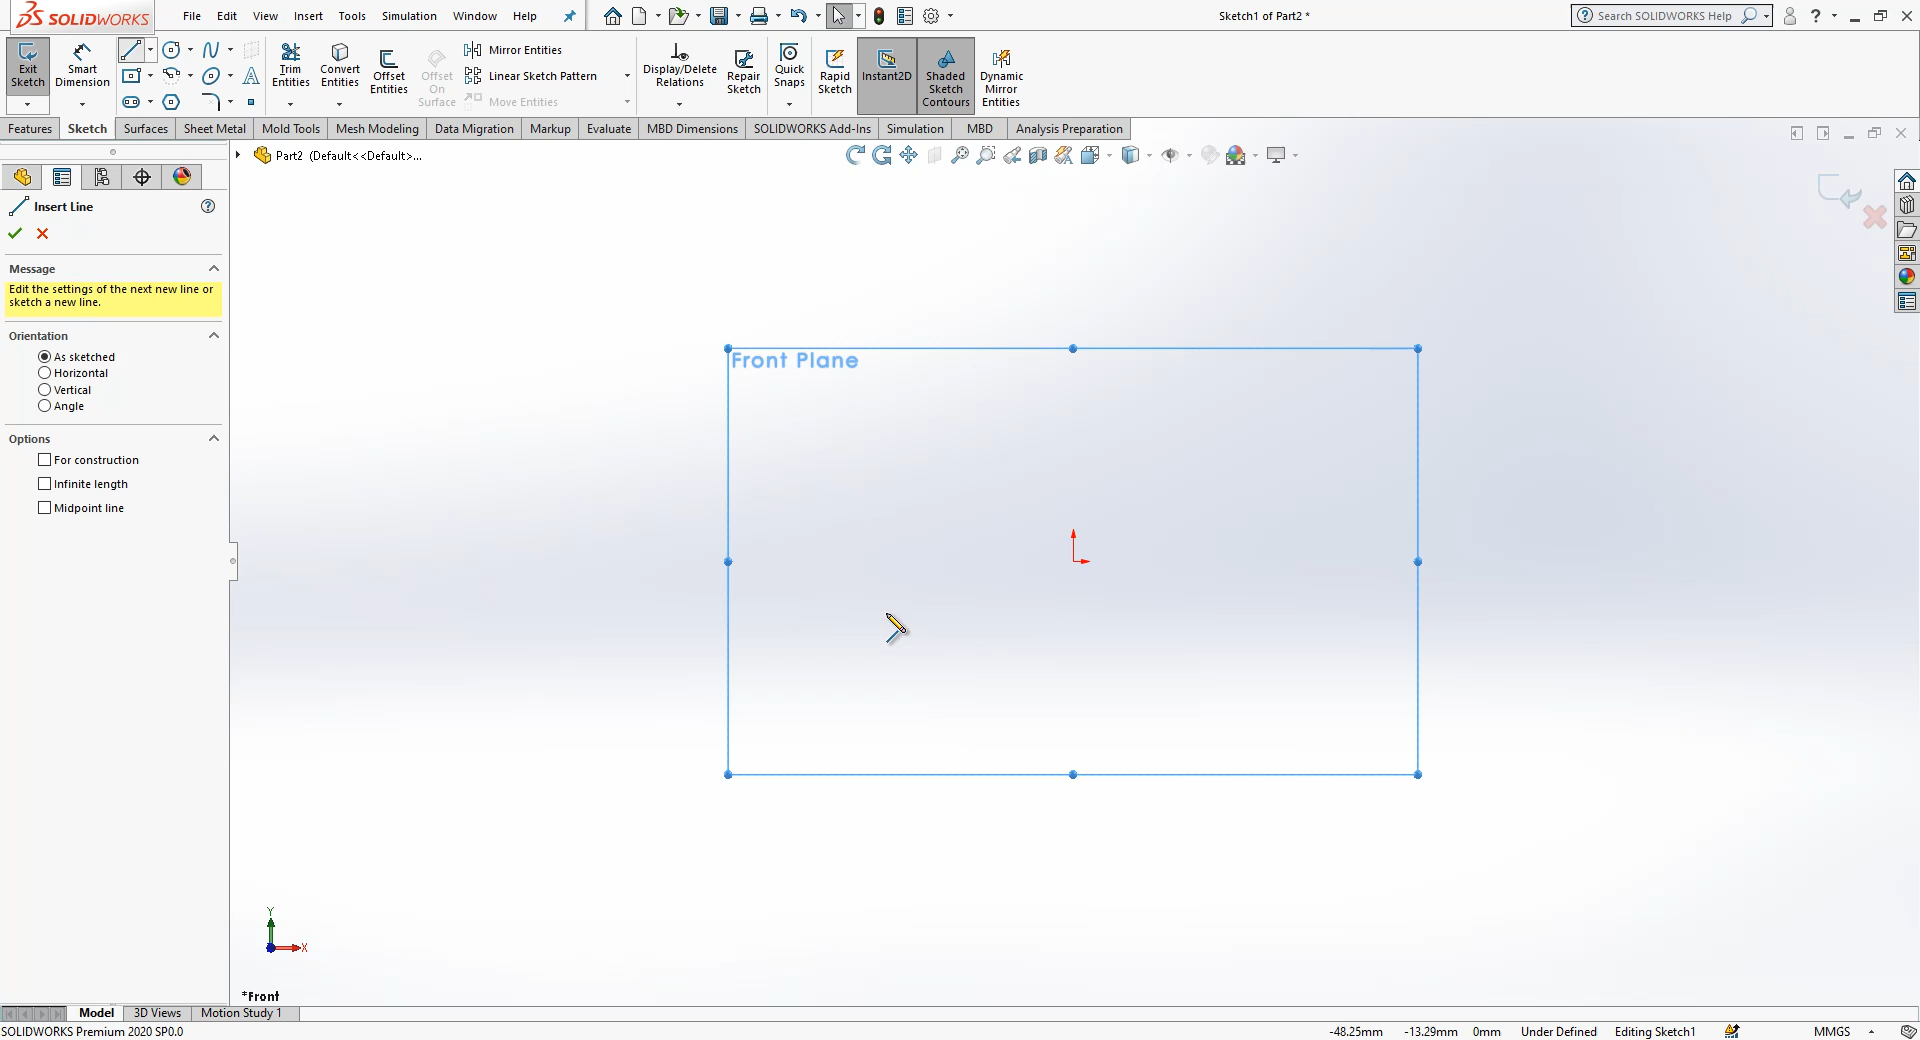 SOLIDWORKS
File Edit View Insert Tools Simulation Window Help
Sketch1 of Part2 *
Search SOLIDWORKS Help
Exit Sketch
Smart Dimension
Trim Entities
Convert Entities
Offset Entities
Offset On Surface
Mirror Entities
Linear Sketch Pattern
Move Entities
Display/Delete Relations
Repair Sketch
Quick Snaps
Rapid Sketch
Instant2D
Shaded Sketch Contours
Dynamic Mirror Entities
Features Sketch Surfaces Sheet Metal Mold Tools Mesh Modeling Data Migration Markup Evaluate MBD Dimensions SOLIDWORKS Add-Ins Simulation MBD Analysis Preparation
Part2 (Default<<Default>...
Insert Line
Message
Edit the settings of the next new line or
sketch a new line.
Orientation
As sketched
Horizontal
Vertical
Angle
Options
For construction
Infinite length
Midpoint line
Front Plane
Y
X
*Front
Model 3D Views Motion Study 1
SOLIDWORKS Premium 2020 SP0.0
-48.25mm -13.29mm 0mm Under Defined Editing Sketch1 MMGS